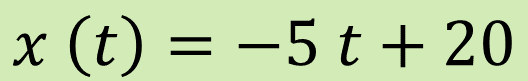 x (t) = −5 t + 20